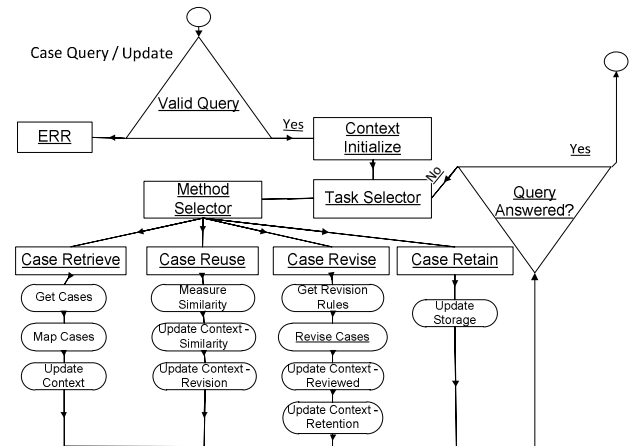 Case Query / Update
Valid Query
Yes
ERR
Context
Initialize
No
Yes
Method
Selector
Task Selector
Query
Answered?
Case Retrieve
Case Reuse
Case Revise
Case Retain
Get Cases
Map Cases
Update
Context
Measure
Similarity
Update Context -
Similarity
Update Context -
Revision
Get Revision
Rules
Revise Cases
Update Context -
Reviewed
Update Context -
Retention
Update
Storage